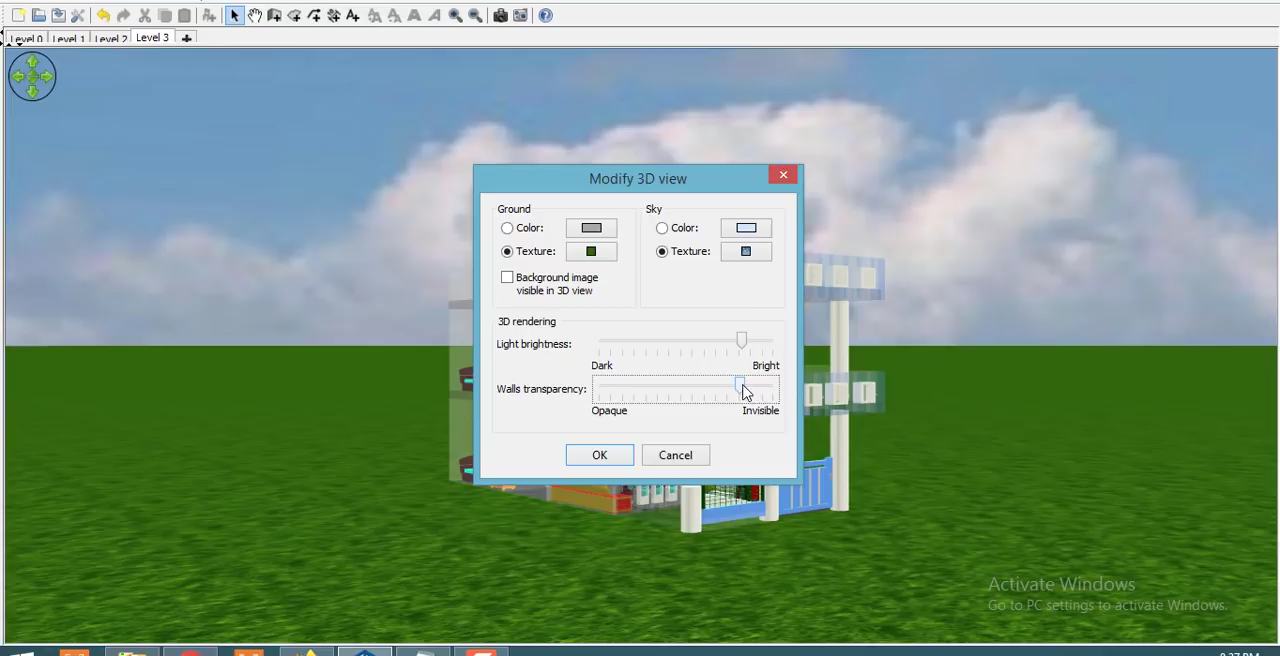 Level 0 Level 1 Level 2 Level 3
Modify 3D view
Ground Sky
Color: Color:
Texture: Texture:
Background image
visible in 3D view
3D rendering
Light brightness:
Dark Bright
Walls transparency:
Opaque Invisible
OK Cancel
Activate Windows
Go to PC settings to activate Windows.